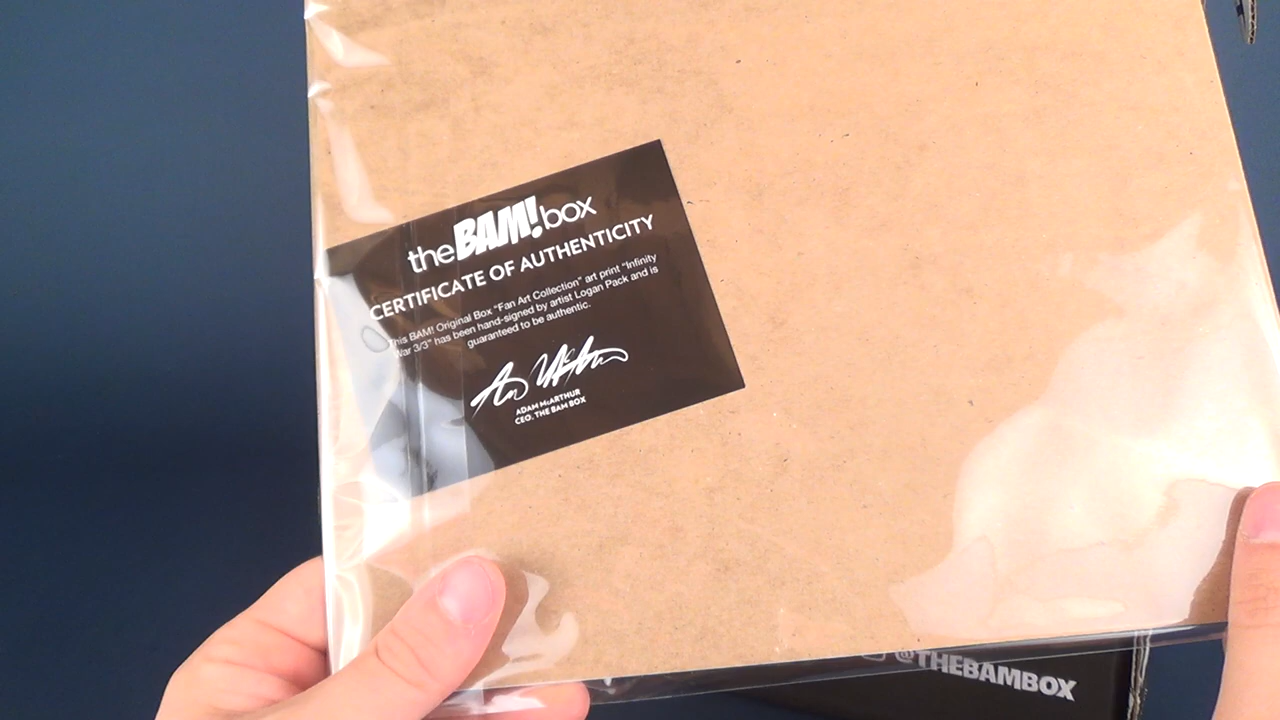 the BAM! box
CERTIFICATE OF AUTHENTICITY
This BAM! Original Box "Fan Art Collection" art print "Infinity
War 3/3" has been hand-signed by artist Logan Pack and is
guaranteed to be authentic.
ADAM McARTHUR
CEO, THE BAM BOX
@THEBAMBOX